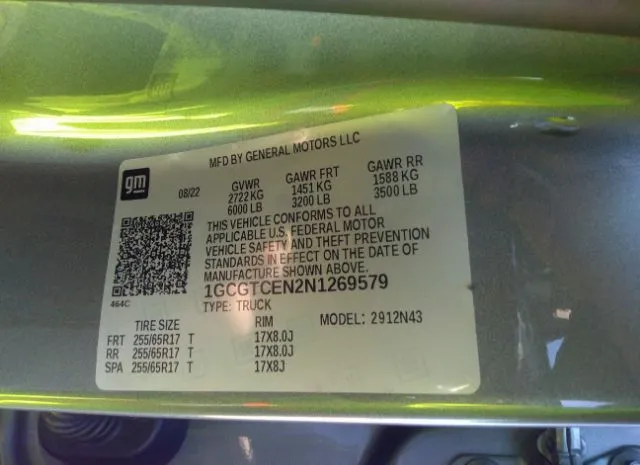 MFD BY GENERAL MOTORS LLC
gm
08/22
GVWR GAWR FRT GAWR RR
2722 KG 1451 KG 1588 KG
6000 LB 3200 LB 3500 LB
THIS VEHICLE CONFORMS TO ALL
APPLICABLE U.S. FEDERAL MOTOR
VEHICLE SAFETY AND THEFT PREVENTION
STANDARDS IN EFFECT ON THE DATE OF
MANUFACTURE SHOWN ABOVE.
1GCGTCEN2N1269579
464C
TYPE: TRUCK
TIRE SIZE RIM MODEL: 2912N43
FRT 255/65R17 T 17X8.0J
RR 255/65R17 T 17X8.0J
SPA 255/65R17 T 17X8J